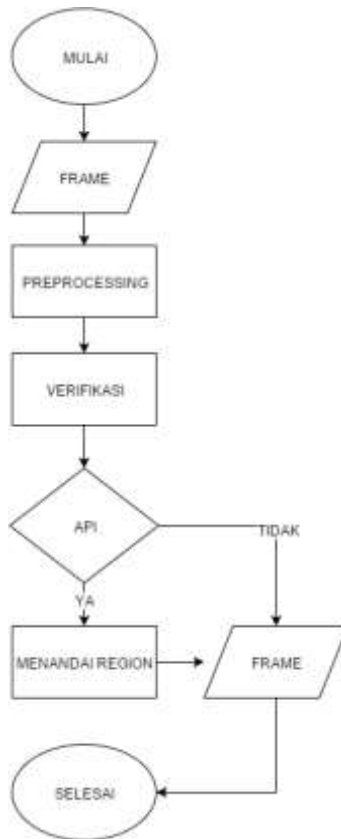 MULAI
FRAME
PREPROCESSING
VERIFIKASI
API
TIDAK
YA
MENANDAI REGION
FRAME
SELESAI